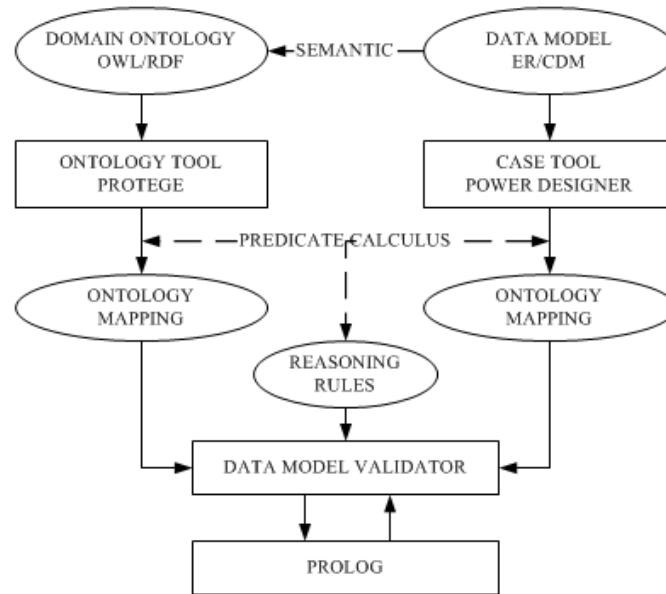 DOMAIN ONTOLOGY
OWL/RDF
SEMANTIC
DATA MODEL
ER/CDM
ONTOLOGY TOOL
PROTEGE
CASE TOOL
POWER DESIGNER
PREDICATE CALCULUS
ONTOLOGY
MAPPING
ONTOLOGY
MAPPING
REASONING
RULES
DATA MODEL VALIDATOR
PROLOG